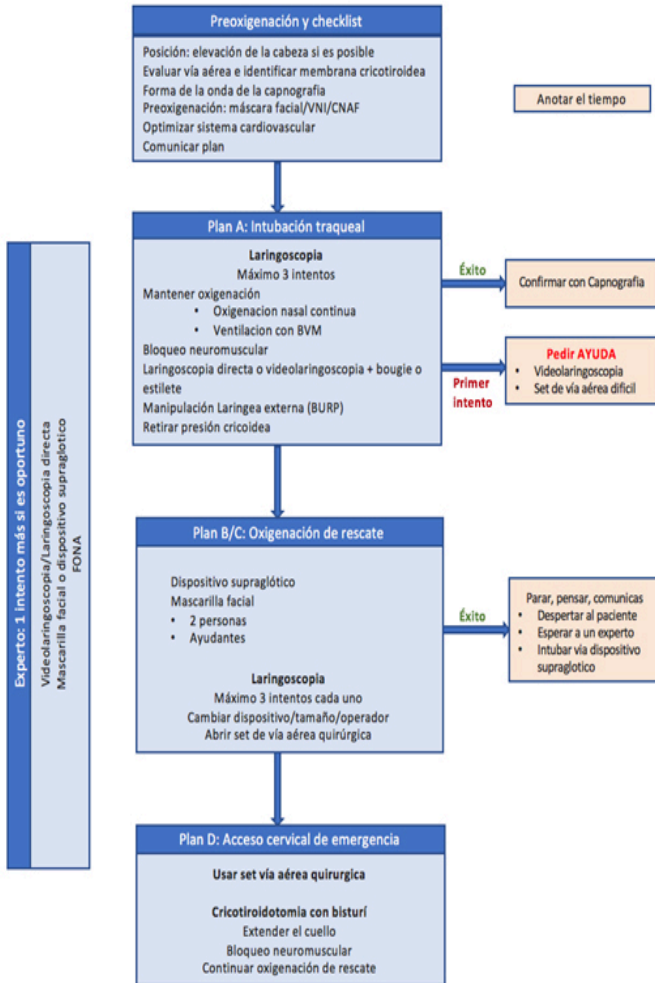 Preoxigenación y checklist
Posición: elevación de la cabeza si es posible
Evaluar vía aérea e identificar membrana cricotiroidea
Forma de la onda de la capnografia
Preoxigenación: máscara facial/VNI/CNAF
Optimizar sistema cardiovascular
Comunicar plan
Anotar el tiempo
Plan A: Intubación traqueal
Laringoscopia
Máximo 3 intentos
Mantener oxigenación
• Oxigenacion nasal continua
• Ventilacion con BVM
Bloqueo neuromuscular
Laringoscopia directa o videolaringoscopia + bougie o
estilete
Manipulación Laringea externa (BURP)
Retirar presión cricoidea
Éxito
Confirmar con Capnografia
Primer
intento
Pedir AYUDA
• Videolaringoscopia
• Set de vía aérea dificil
Experto: 1 intento más si es oportuno
Videolaringoscopia/Laringoscopia directa
Mascarilla facial o dispositivo supraglotico
FONA
Plan B/C: Oxigenación de rescate
Dispositivo supraglótico
Mascarilla facial
• 2 personas
• Ayudantes
Laringoscopia
Máximo 3 intentos cada uno
Cambiar dispositivo/tamaño/operador
Abrir set de vía aérea quirúrgica
Éxito
Parar, pensar, comunicas
• Despertar al paciente
• Esperar a un experto
• Intubar via dispositivo
supraglotico
Plan D: Acceso cervical de emergencia
Usar set vía aérea quirurgica
Cricotiroidotomia con bisturí
Extender el cuello
Bloqueo neuromuscular
Continuar oxigenación de rescate